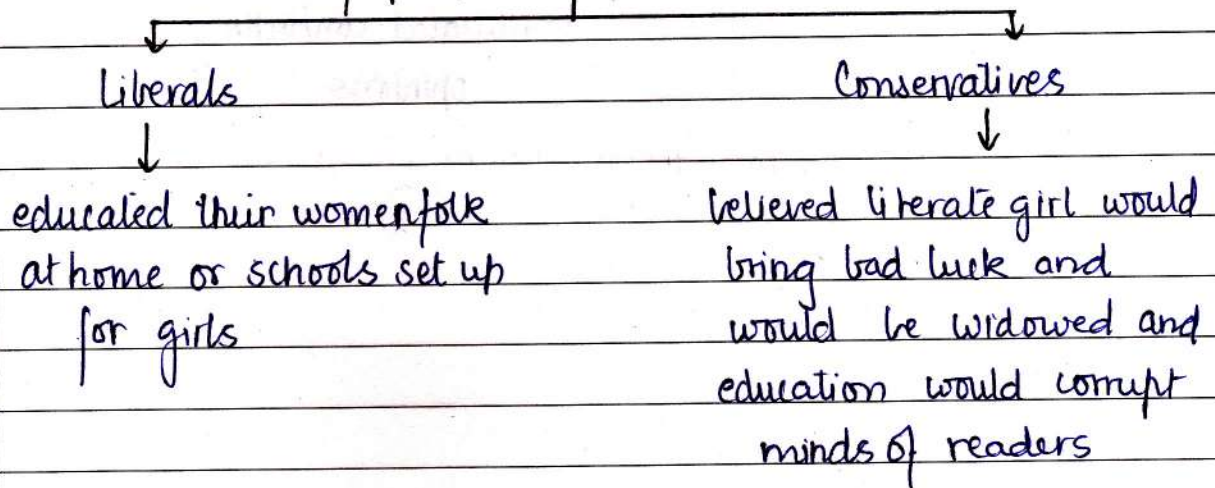 Liberals
Conservatives
educated their womenfolk
at home or schools set up
for girls
believed literate girl would
bring bad luck and
would be widowed and
education would corrupt
minds of readers